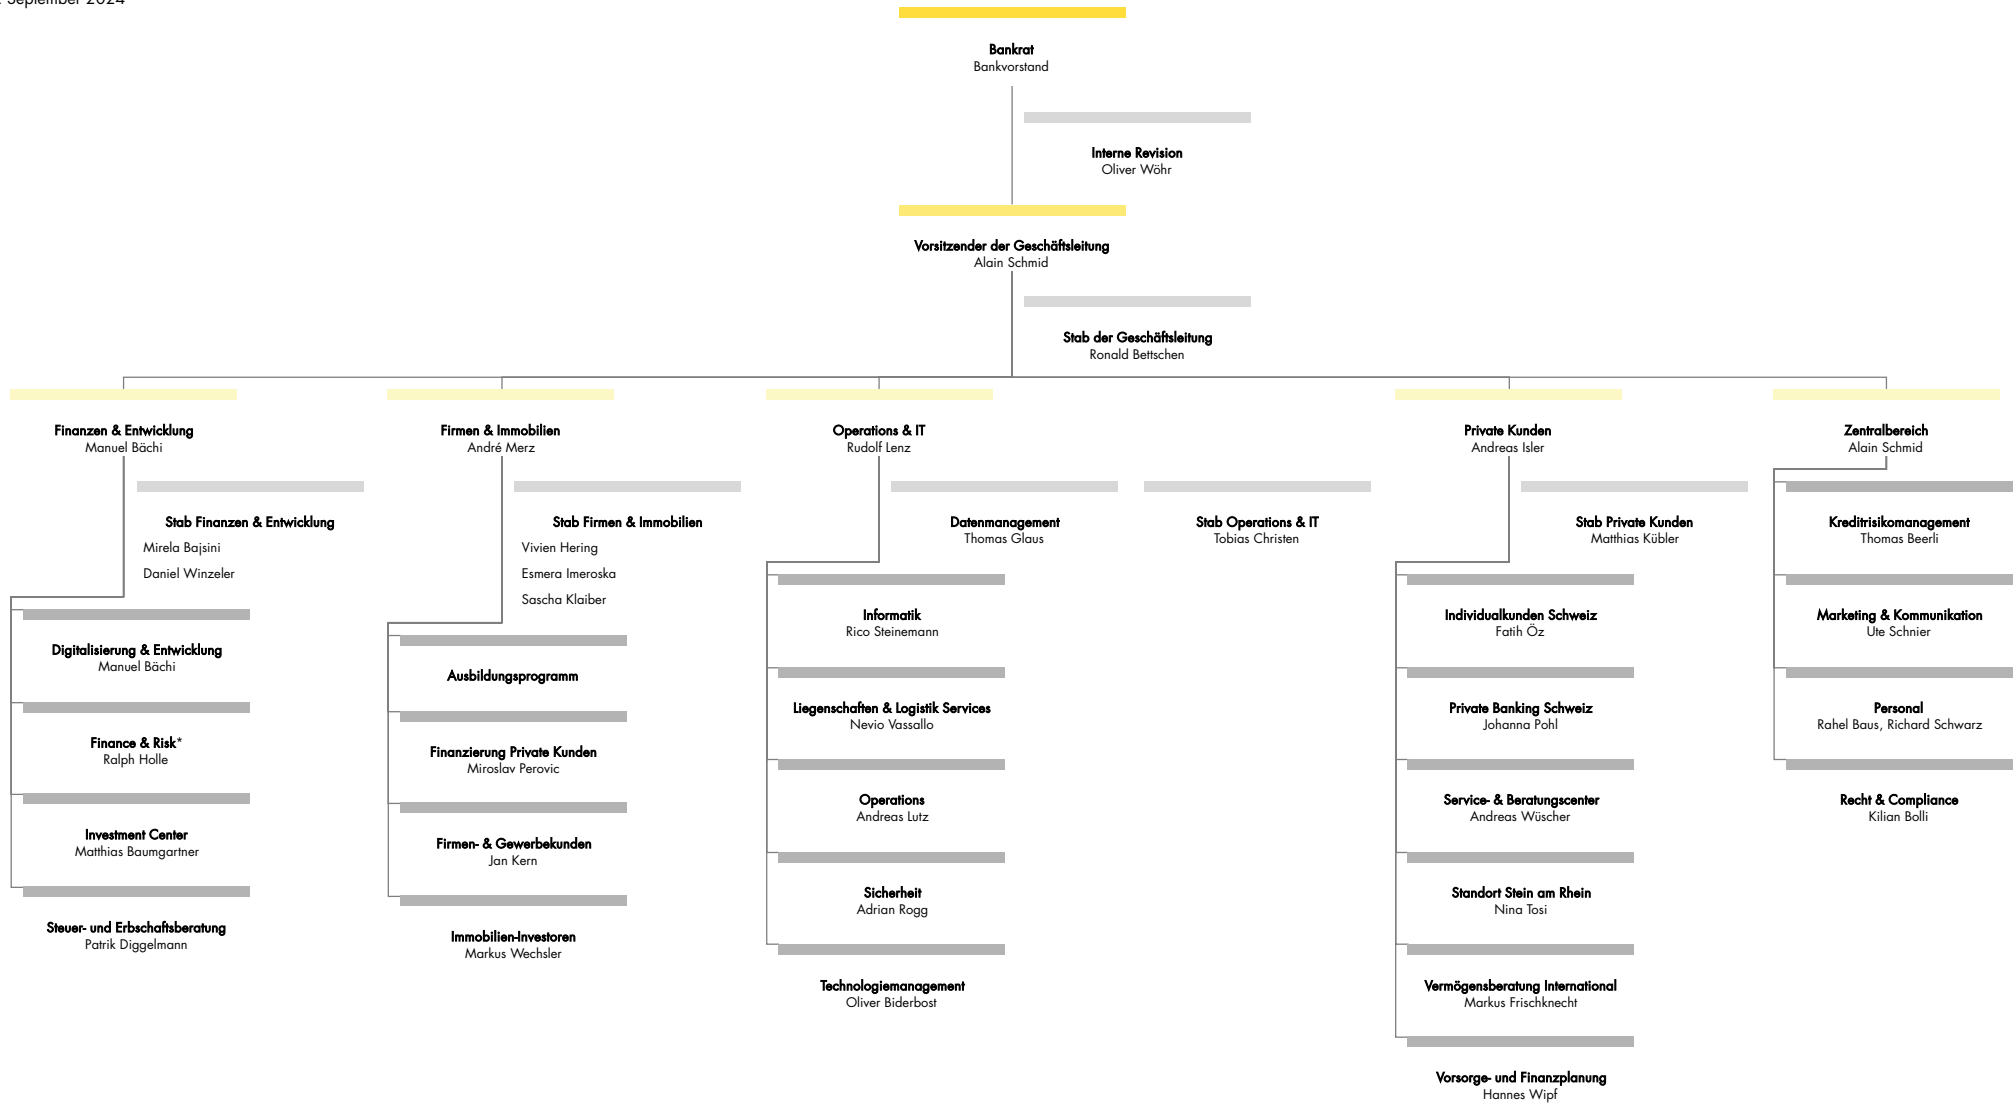 September 2024
Bankrat
Bankvorstand
Interne Revision
Oliver Wöhr
Vorsitzender der Geschäftsleitung
Alain Schmid
Stab der Geschäftsleitung
Ronald Bettschen
Finanzen & Entwicklung
Manuel Bächi
Stab Finanzen & Entwicklung
Mirela Bajsini
Daniel Winzeler
Digitalisierung & Entwicklung
Manuel Bächi
Finance & Risk*
Ralph Holle
Investment Center
Matthias Baumgartner
Steuer- und Erbschaftsberatung
Patrik Diggelmann
Firmen & Immobilien
André Merz
Stab Firmen & Immobilien
Vivien Hering
Esmera Imeroska
Sascha Klaiber
Ausbildungsprogramm
Finanzierung Private Kunden
Miroslav Perovic
Firmen- & Gewerbekunden
Jan Kern
Immobilien-Investoren
Markus Wechsler
Operations & IT
Rudolf Lenz
Datenmanagement
Thomas Glaus
Stab Operations & IT
Tobias Christen
Informatik
Rico Steinemann
Liegenschaften & Logistik Services
Nevio Vassallo
Operations
Andreas Lutz
Sicherheit
Adrian Rogg
Technologiemanagement
Oliver Biderbost
Private Kunden
Andreas Isler
Stab Private Kunden
Matthias Kübler
Individualkunden Schweiz
Fatih Öz
Private Banking Schweiz
Johanna Pohl
Service- & Beratungscenter
Andreas Wüscher
Standort Stein am Rhein
Nina Tosi
Vermögensberatung International
Markus Frischknecht
Vorsorge- und Finanzplanung
Hannes Wipf
Zentralbereich
Alain Schmid
Kreditrisikomanagement
Thomas Beerli
Marketing & Kommunikation
Ute Schnier
Personal
Rahel Baus, Richard Schwarz
Recht & Compliance
Kilian Bolli